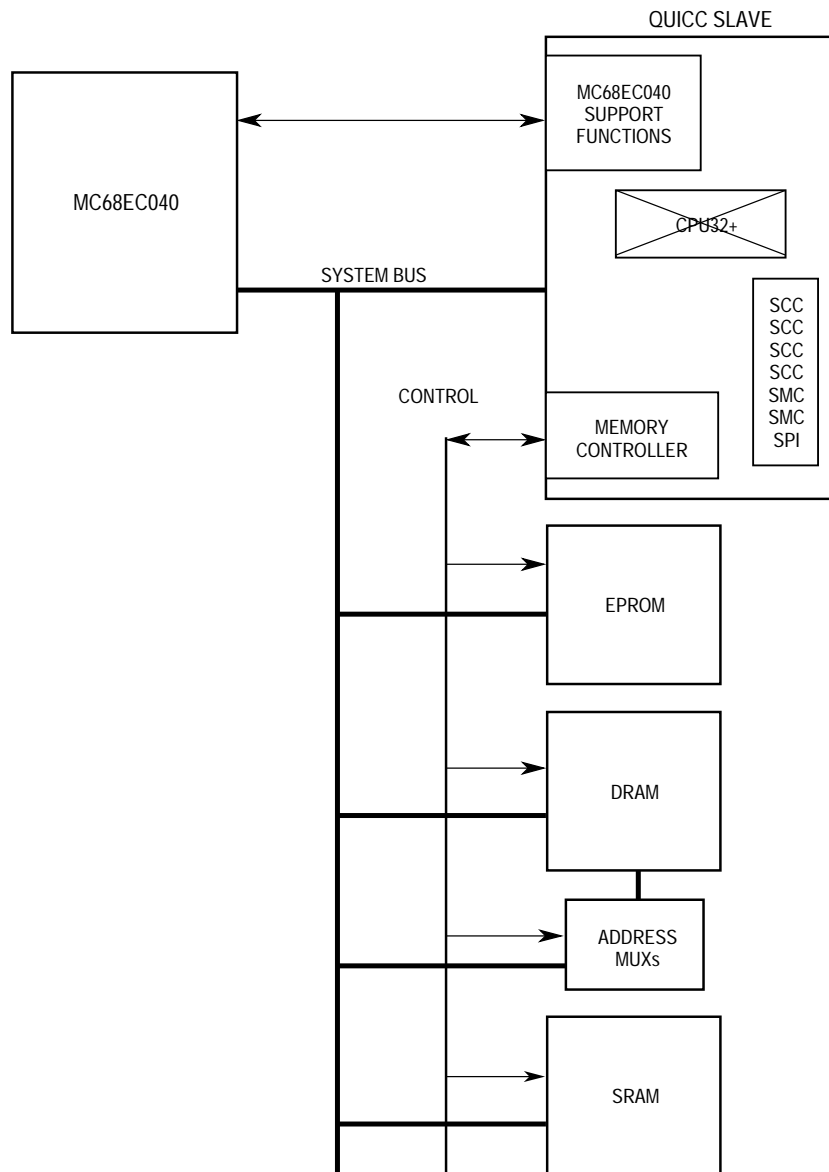 QUICC SLAVE
MC68EC040
SUPPORT
FUNCTIONS
MC68EC040
CPU32+
SYSTEM BUS
SCC
SCC
SCC
SCC
SMC
SMC
SPI
CONTROL
MEMORY
CONTROLLER
EPROM
DRAM
ADDRESS
MUXs
SRAM